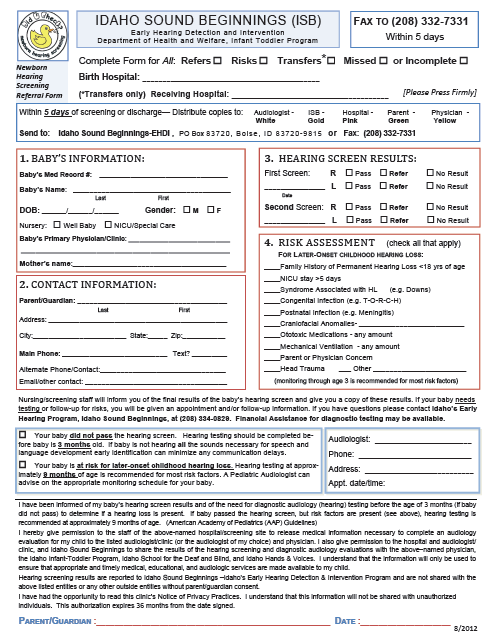 IDAHO SOUND BEGINNINGS (ISB)
Early Hearing Detection and Intervention
Department of Health and Welfare, Infant Toddler Program
FAX TO (208) 332-7331
Within 5 days
Newborn
Hearing
Screening
Referral Form
Complete Form for All: Refers ☐ Risks ☐ Transfers* ☐ Missed ☐ or Incomplete ☐
Birth Hospital: ____________________
(*Transfers only) Receiving Hospital: ____________________ [Please Press Firmly]
Within 5 days of screening or discharge— Distribute copies to: Audiologist - White ISB - Gold Hospital - Pink Parent - Green Physician - Yellow
Send to: Idaho Sound Beginnings-EHDI , PO Box 83720, Boise, ID 83720-9815 or Fax: (208) 332-7331
1. BABY'S INFORMATION:
Baby's Med Record #: ____________________
Baby's Name: ____________________
Last First
DOB: ______/______/______ Gender: ☐ M ☐ F
Nursery: ☐ Well Baby ☐ NICU/Special Care
Baby's Primary Physician/Clinic: ____________________
____________________
Mother's name: ____________________
2. CONTACT INFORMATION:
Parent/Guardian: ____________________
Last First
Address: ____________________
City: ____________________ State: _____ Zip: __________
Main Phone: ____________________ Text? __________
Alternate Phone/Contact: ____________________
Email/other contact: ____________________
3. HEARING SCREEN RESULTS:
First Screen: R ☐ Pass ☐ Refer ☐ No Result
____________ L ☐ Pass ☐ Refer ☐ No Result
Date
Second Screen: R ☐ Pass ☐ Refer ☐ No Result
____________ L ☐ Pass ☐ Refer ☐ No Result
4. RISK ASSESSMENT (check all that apply)
FOR LATER-ONSET CHILDHOOD HEARING LOSS:
____Family History of Permanent Hearing Loss <18 yrs of age
____NICU stay >5 days
____Syndrome Associated with HL (e.g. Downs)
____Congenital Infection (e.g. T-O-R-C-H)
____Postnatal Infection (e.g. Meningitis)
____Craniofacial Anomalies- ____________________
____Ototoxic Medications - any amount
____Mechanical Ventilation - any amount
____Parent or Physician Concern
____Head Trauma ____ Other ____________________
(monitoring through age 3 is recommended for most risk factors)
Nursing/screening staff will inform you of the final results of the baby's hearing screen and give you a copy of these results. If your baby needs
testing or follow-up for risks, you will be given an appointment and/or follow-up information. If you have questions please contact Idaho's Early
Hearing Program, Idaho Sound Beginnings, at (208) 334-0829. Financial Assistance for diagnostic testing may be available.
☐ Your baby did not pass the hearing screen. Hearing testing should be completed be-
fore baby is 3 months old. If baby is not hearing all the sounds necessary for speech and
language development early identification can minimize any communication delays.
☐ Your baby is at risk for later-onset childhood hearing loss. Hearing testing at approx-
imately 9 months of age is recommended for most risk factors. A Pediatric Audiologist can
advise on the appropriate monitoring schedule for your baby.
Audiologist: ____________________
Phone: ____________________
Address: ____________________
Appt. date/time:
I have been informed of my baby's hearing screen results and of the need for diagnostic audiology (hearing) testing before the age of 3 months (if baby
did not pass) to determine if a hearing loss is present. If baby passed the hearing screen, but risk factors are present (see above), hearing testing is
recommended at approximately 9 months of age. (American Academy of Pediatrics (AAP) Guidelines)
I hereby give permission to the staff of the above-named hospital/screening site to release medical information necessary to complete an audiology
evaluation for my child to the listed audiologist/clinic (or the audiologist of my choice) and physician. I also give permission to the hospital and audiologist/
clinic, and Idaho Sound Beginnings to share the results of the hearing screening and diagnostic audiology evaluations with the above–named physician,
the Idaho Infant-Toddler Program, Idaho School for the Deaf and Blind, and Idaho Hands & Voices. I understand that the information will only be used to
ensure that appropriate and timely medical, educational, and audiologic services are made available to my child.
Hearing screening results are reported to Idaho Sound Beginnings –Idaho's Early Hearing Detection & Intervention Program and are not shared with the
above listed entities or any other outside entities without parent/guardian consent.
I have had the opportunity to read this clinic's Notice of Privacy Practices. I understand that this information will not be shared with unauthorized
individuals. This authorization expires 36 months from the date signed.
PARENT/GUARDIAN :____________________ DATE :____________________
8/2012